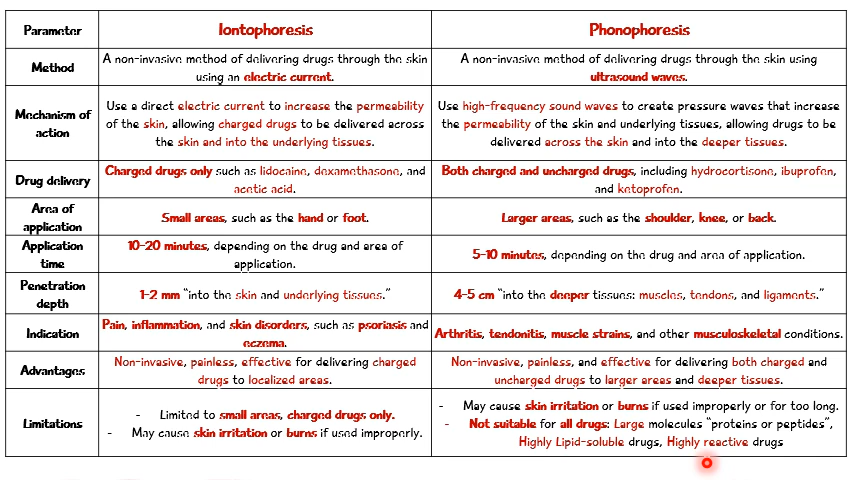 Parameter
Iontophoresis
Phonophoresis
Method
A non-invasive method of delivering drugs through the skin
using an electric current.
A non-invasive method of delivering drugs through the skin using
ultrasound waves.
Mechanism of
action
Use a direct electric current to increase the permeability
of the skin, allowing charged drugs to be delivered across
the skin and into the underlying tissues.
Use high-frequency sound waves to create pressure waves that increase
the permeability of the skin and underlying tissues, allowing drugs to be
delivered across the skin and into the deeper tissues.
Drug delivery
Charged drugs only such as lidocaine, dexamethasone, and
acetic acid.
Both charged and uncharged drugs, including hydrocortisone, ibuprofen,
and ketoprofen.
Area of
application
Small areas, such as the hand or foot.
Larger areas, such as the shoulder, knee, or back.
Application
time
10-20 minutes, depending on the drug and area of
application.
5-10 minutes, depending on the drug and area of application.
Penetration
depth
1-2 mm "into the skin and underlying tissues."
4-5 cm "into the deeper tissues: muscles, tendons, and ligaments."
Indication
Pain, inflammation, and skin disorders, such as psoriasis and
eczema.
Arthritis, tendonitis, muscle strains, and other musculoskeletal conditions.
Advantages
Non-invasive, painless, effective for delivering charged
drugs to localized areas.
Non-invasive, painless, and effective for delivering both charged and
uncharged drugs to larger areas and deeper tissues.
Limitations
- Limited to small areas, charged drugs only.
- May cause skin irritation or burns if used improperly.
- May cause skin irritation or burns if used improperly or for too long.
- Not suitable for all drugs: Large molecules "proteins or peptides",
Highly Lipid-soluble drugs, Highly reactive drugs